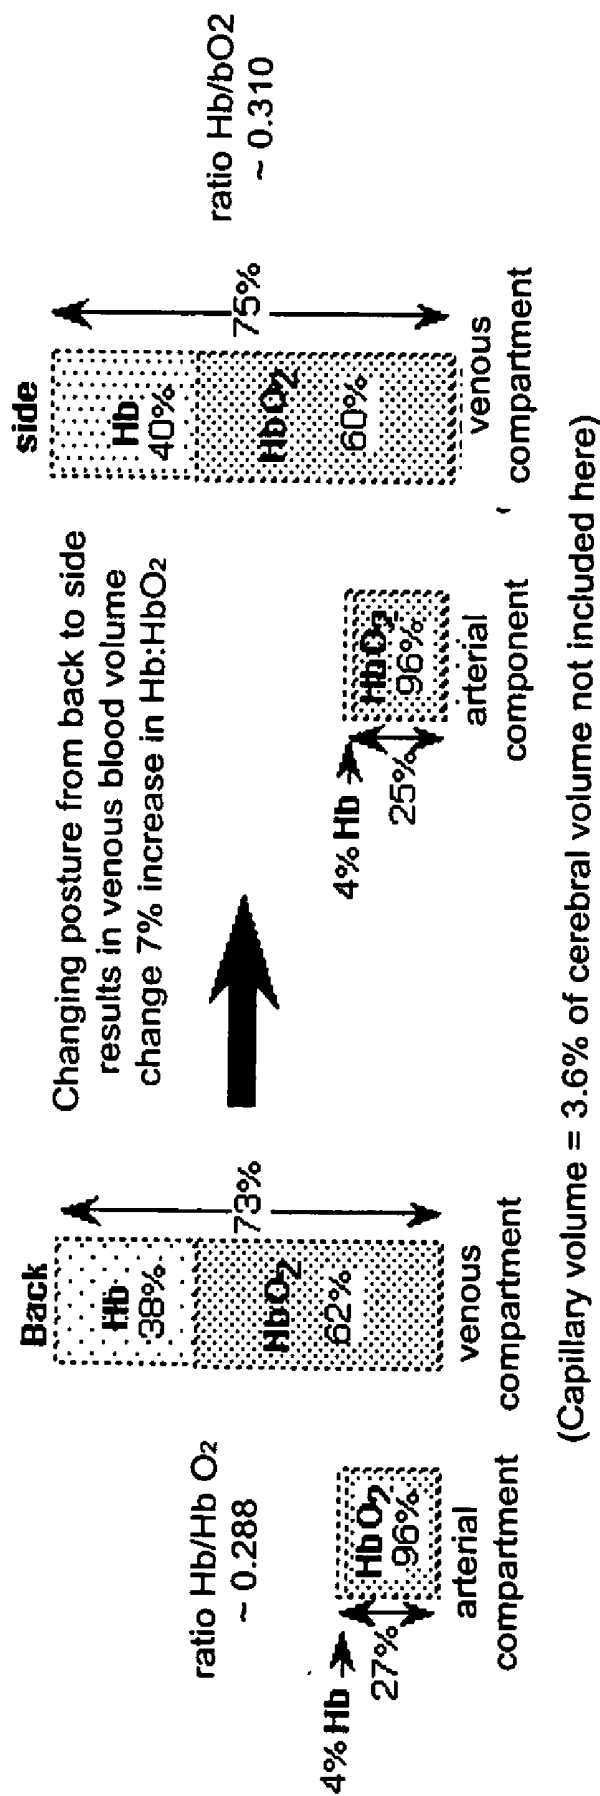 Back
ratio Hb/Hb O2
~ 0.288
4% Hb
27%
HbO2
96%
arterial
compartment
Hb
38%
HbO2
62%
73%
venous
compartment
Changing posture from back to side
results in venous blood volume
change 7% increase in Hb:HbO2
4% Hb
25%
HbO2
96%
arterial
component
side
Hb
40%
HbO2
60%
75%
venous
compartment
ratio Hb/bO2
~ 0.310
(Capillary volume = 3.6% of cerebral volume not included here)